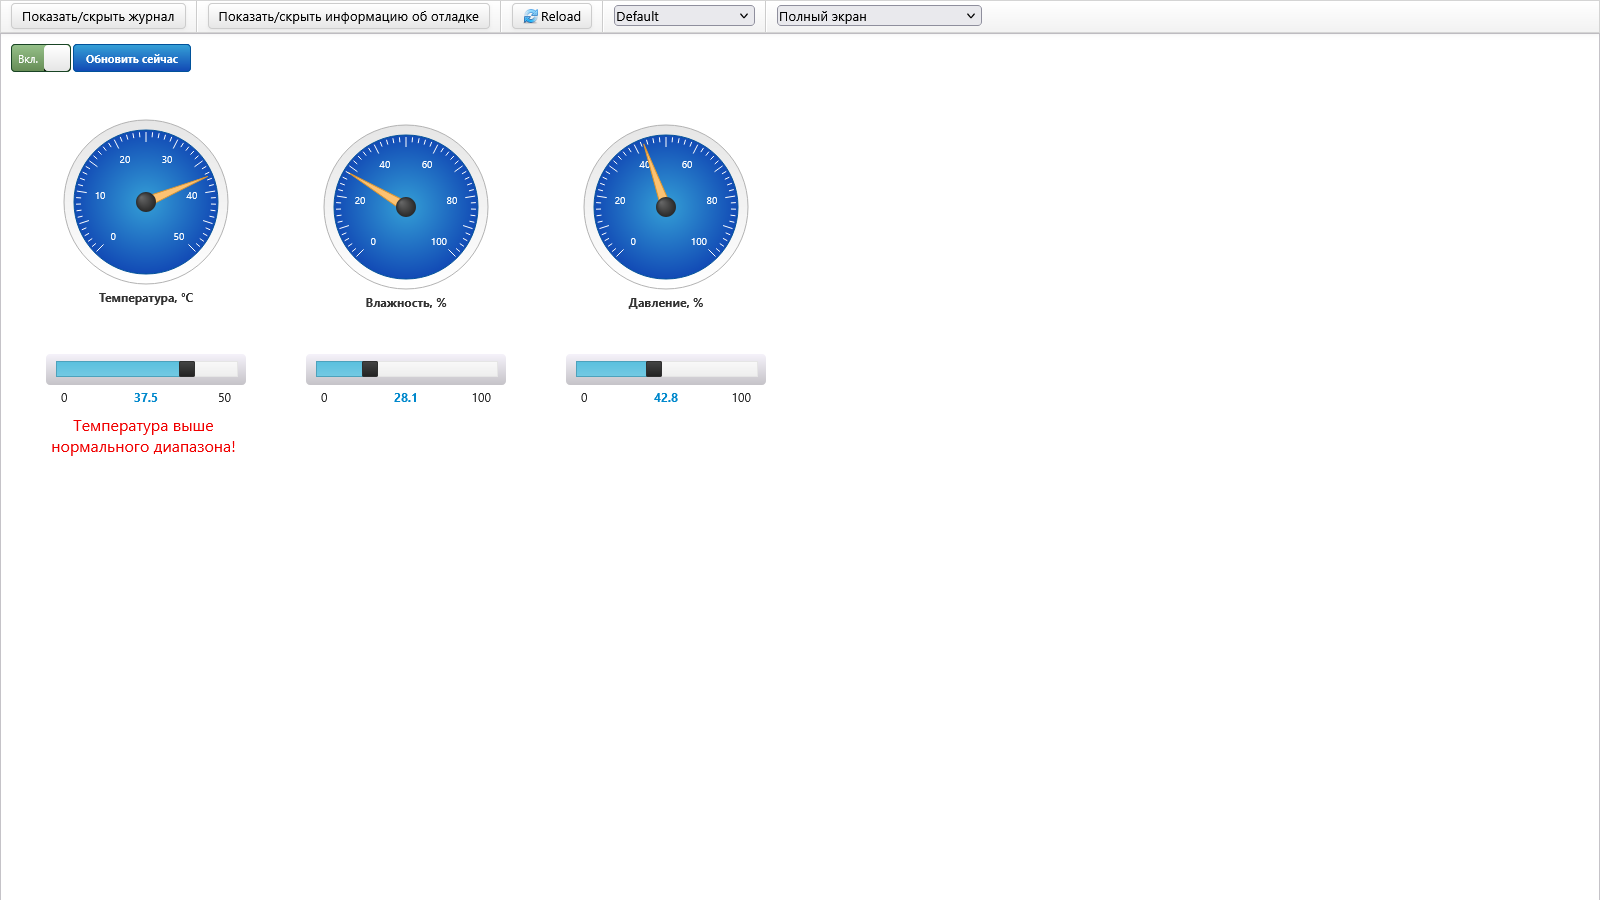 Показать/скрыть журнал
Показать/скрыть информацию об отладке
Reload
Default
Полный экран
Вкл.
Обновить сейчас
0 10 20 30 40 50
Температура, °C
0 20 40 60 80 100
Влажность, %
0 20 40 60 80 100
Давление, %
0 37.5 50
0 28.1 100
0 42.8 100
Температура выше
нормального диапазона!